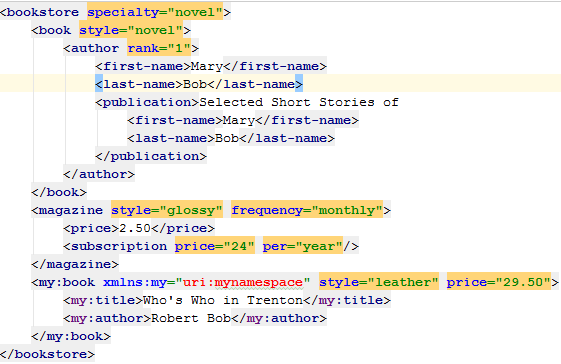 <bookstore specialty="novel">
<book style="novel">
<author rank="1">
<first-name>Mary</first-name>
<last-name>Bob</last-name>
<publication>Selected Short Stories of
<first-name>Mary</first-name>
<last-name>Bob</last-name>
</publication>
</author>
</book>
<magazine style="glossy" frequency="monthly">
<price>2.50</price>
<subscription price="24" per="year"/>
</magazine>
<my:book xmlns:my="uri:mynamespace" style="leather" price="29.50">
<my:title>Who's Who in Trenton</my:title>
<my:author>Robert Bob</my:author>
</my:book>
</bookstore>